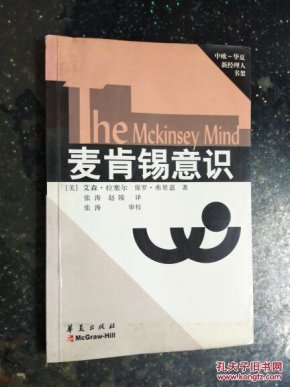 中欧-华夏
新经理人
书架
The
Mckinsey Mind
麦肯锡意识
[美] 艾森·拉塞尔 保罗·弗里嘉 著
张涛 赵陵 译
张涛 审校
华夏出版社
McGraw-Hill
孔夫子旧书网